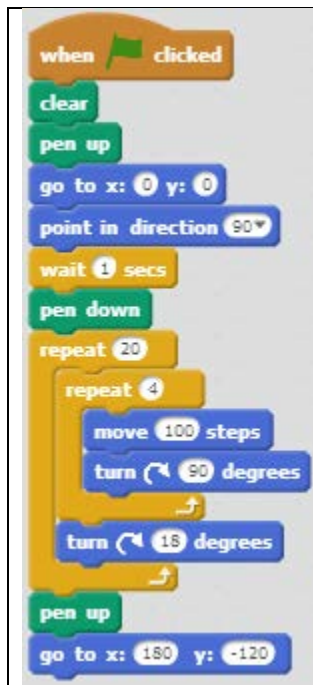 when clicked
clear
pen up
go to x: 0 y: 0
point in direction 90
wait 1 secs
pen down
repeat 20
repeat 4
move 100 steps
turn 90 degrees
turn 18 degrees
pen up
go to x: 180 y: -120